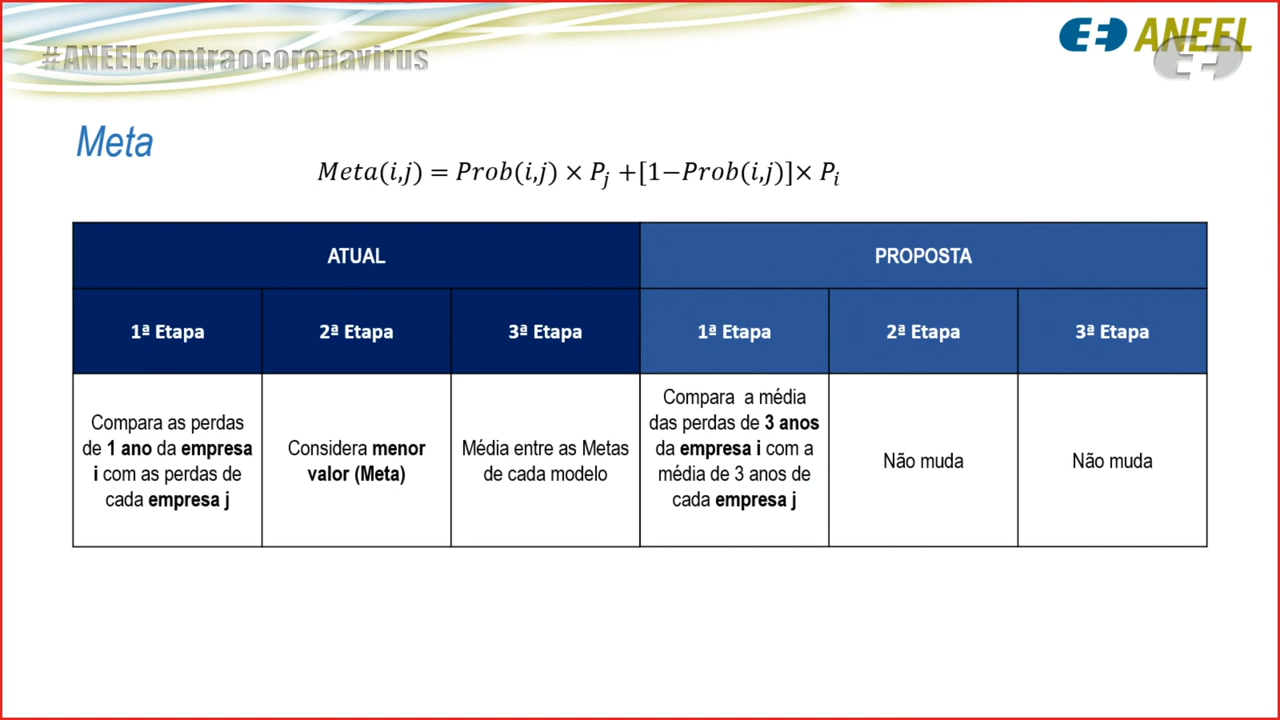 #ANEELcontraocoronavirus
ANEEL
Meta
Meta(i,j) = Prob(i,j) × Pj +[1−Prob(i,j)]× Pi
ATUAL
PROPOSTA
1ª Etapa
2ª Etapa
3ª Etapa
1ª Etapa
2ª Etapa
3ª Etapa
Compara as perdas
de 1 ano da empresa
i com as perdas de
cada empresa j
Considera menor
valor (Meta)
Média entre as Metas
de cada modelo
Compara a média
das perdas de 3 anos
da empresa i com a
média de 3 anos de
cada empresa j
Não muda
Não muda